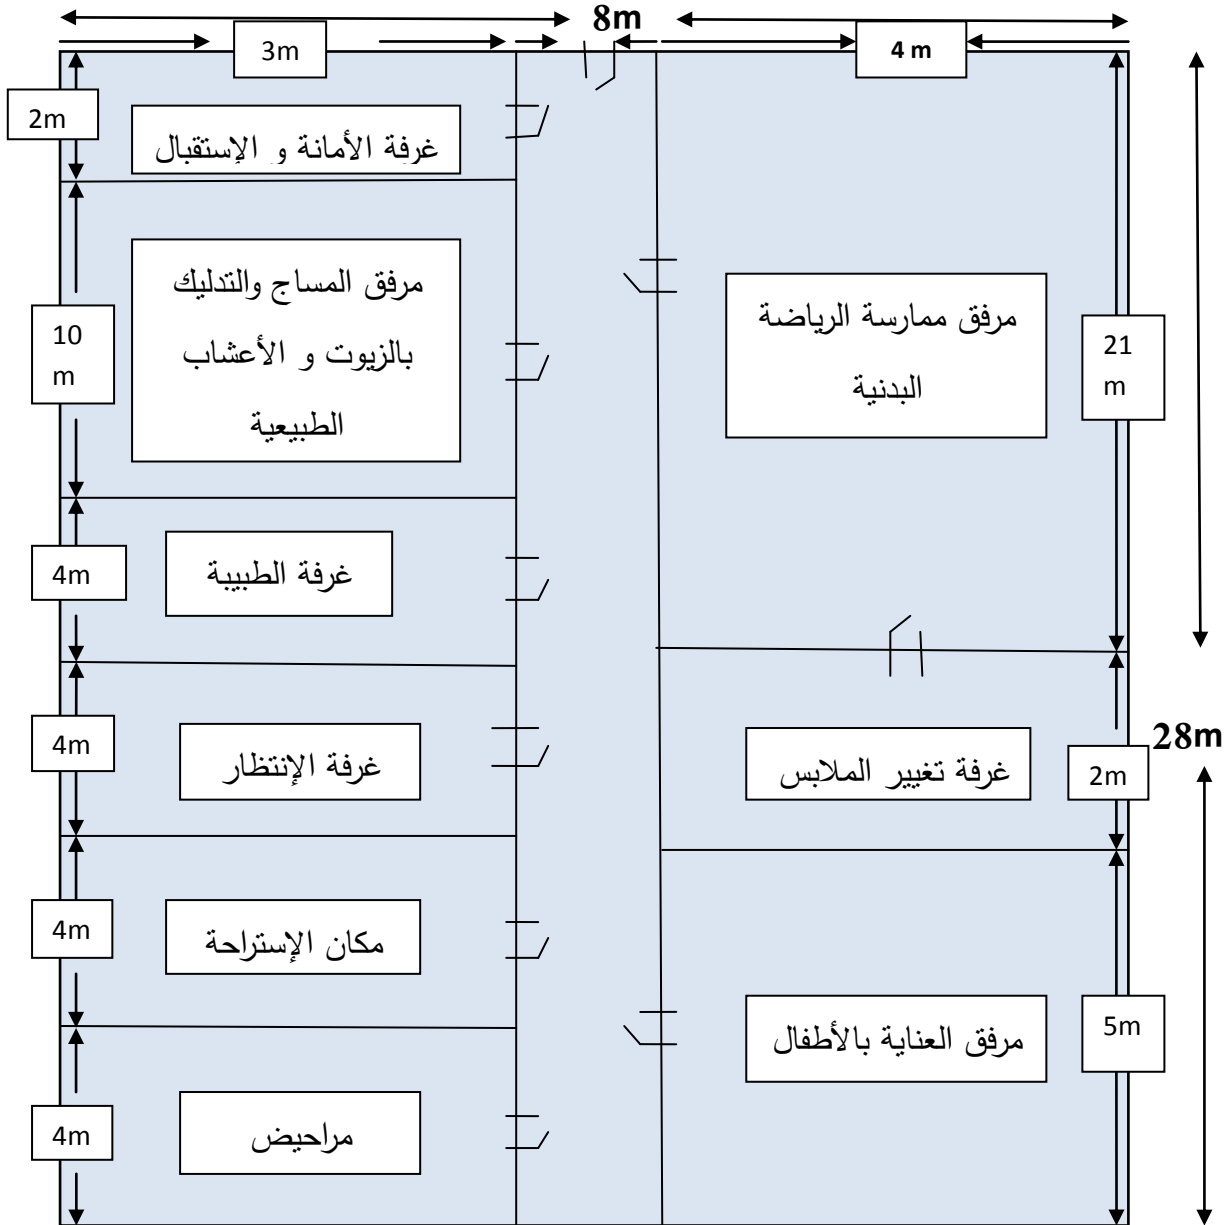 8m
3m
4 m
2m
غرفة الأمانة و الإستقبال
مرفق المساج والتدليك
بالزيوت و الأعشاب
الطبيعية
10
m
مرفق ممارسة الرياضة
البدنية
21
m
4m
غرفة الطبيبة
4m
غرفة الإنتظار
غرفة تغيير الملابس
2m
28m
4m
مكان الإستراحة
مرفق العناية بالأطفال
5m
4m
مراحيض